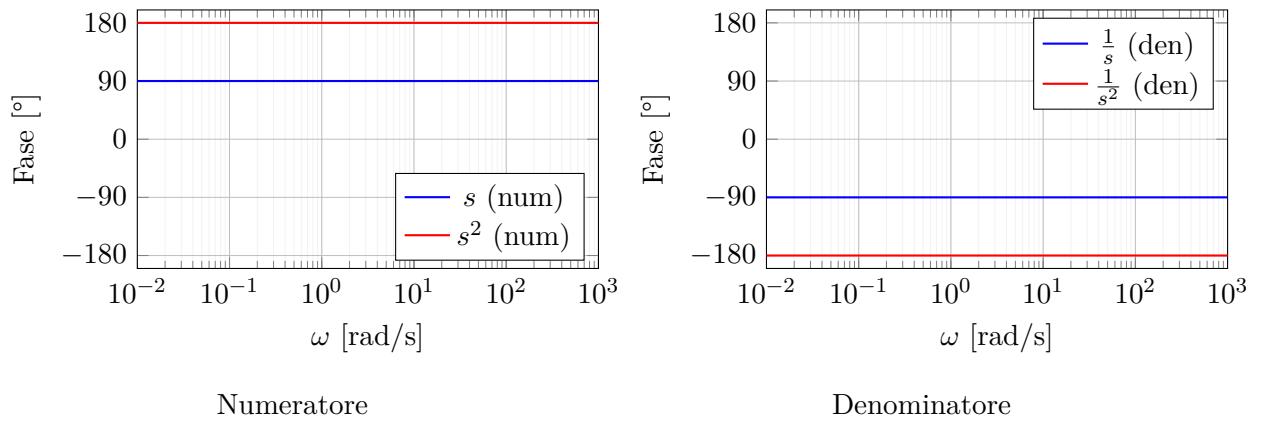 180
90
0
−90
−180
Fase [°]
s (num)
s² (num)
10⁻² 10⁻¹ 10⁰ 10¹ 10² 10³
ω [rad/s]
Numeratore
180
90
0
−90
−180
Fase [°]
1/s (den)
1/s² (den)
10⁻² 10⁻¹ 10⁰ 10¹ 10² 10³
ω [rad/s]
Denominatore